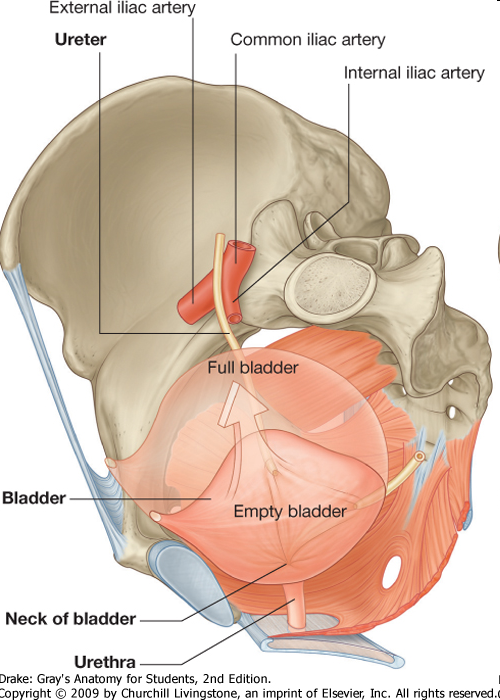 External iliac artery
Ureter
Common iliac artery
Internal iliac artery
Full bladder
Bladder
Empty bladder
Neck of bladder
Urethra
Drake: Gray's Anatomy for Students, 2nd Edition.
Copyright © 2009 by Churchill Livingstone, an imprint of Elsevier, Inc. All rights reserved.